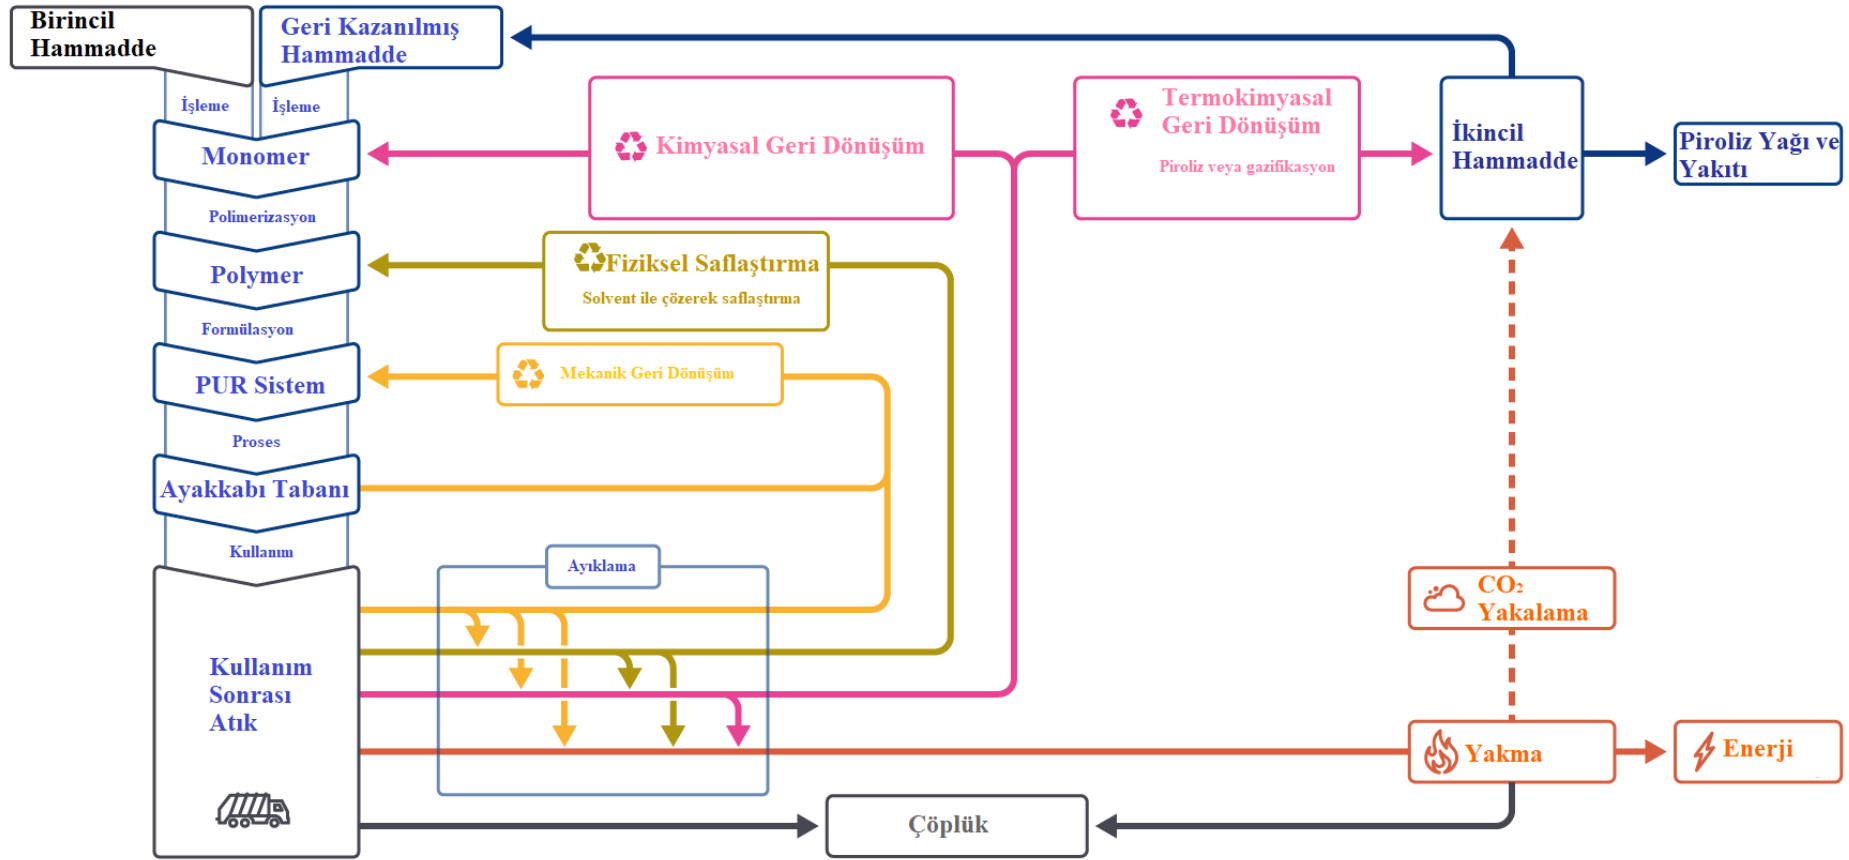 Birincil
Hammadde
Geri Kazanılmış
Hammadde
İşleme
İşleme
Monomer
Polimerizasyon
Polymer
Formülasyon
PUR Sistem
Proses
Ayakkabı Tabanı
Kullanım
Kullanım
Sonrası
Atık
Kimyasal Geri Dönüşüm
Termokimyasal
Geri Dönüşüm
Piroliz veya gazifikasyon
İkincil
Hammadde
Piroliz Yağı ve
Yakıtı
Fiziksel Saflaştırma
Solvent ile çözerek saflaştırma
Mekanik Geri Dönüşüm
Ayıklama
CO₂
Yakalama
Yakma
Enerji
Çöplük